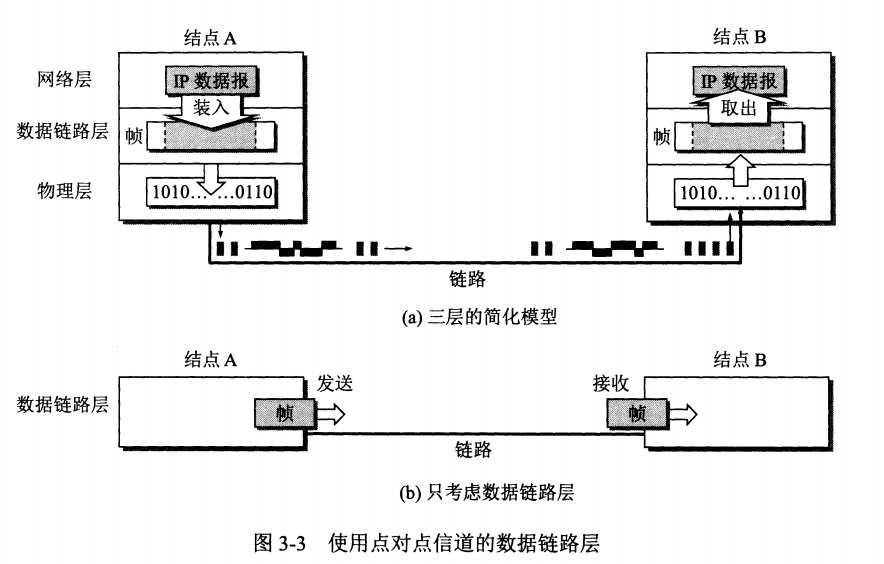 结点 A 结点 B
网络层 IP 数据报 IP 数据报
装入 取出
数据链路层 帧 帧
物理层 1010… …0110 1010… …0110
链路
(a) 三层的简化模型
结点 A 结点 B
发送 接收
数据链路层 帧 帧
链路
(b) 只考虑数据链路层
图 3-3 使用点对点信道的数据链路层